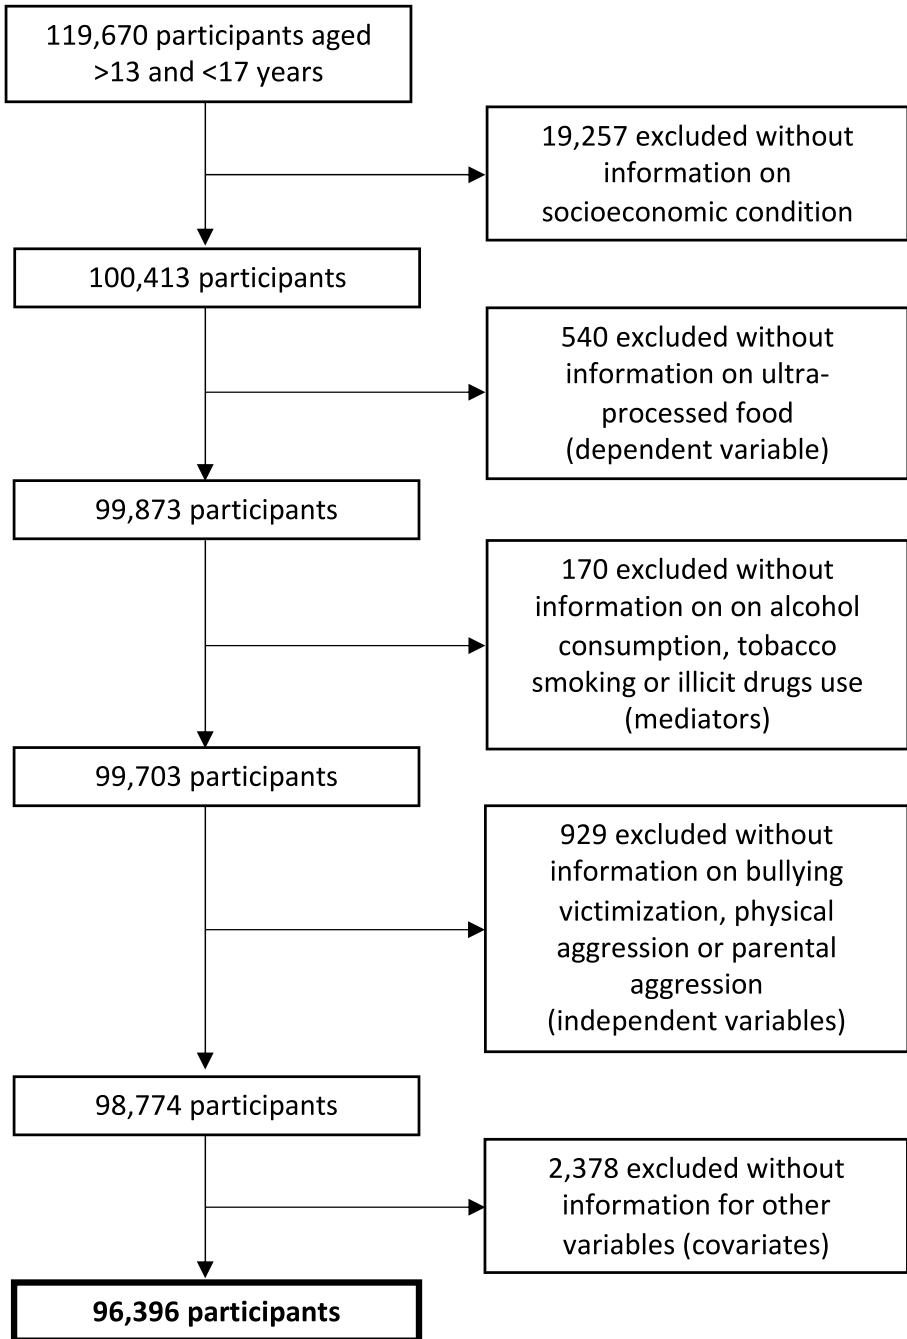 119,670 participants aged
>13 and <17 years
19,257 excluded without
information on
socioeconomic condition
100,413 participants
540 excluded without
information on ultra-
processed food
(dependent variable)
99,873 participants
170 excluded without
information on on alcohol
consumption, tobacco
smoking or illicit drugs use
(mediators)
99,703 participants
929 excluded without
information on bullying
victimization, physical
aggression or parental
aggression
(independent variables)
98,774 participants
2,378 excluded without
information for other
variables (covariates)
96,396 participants